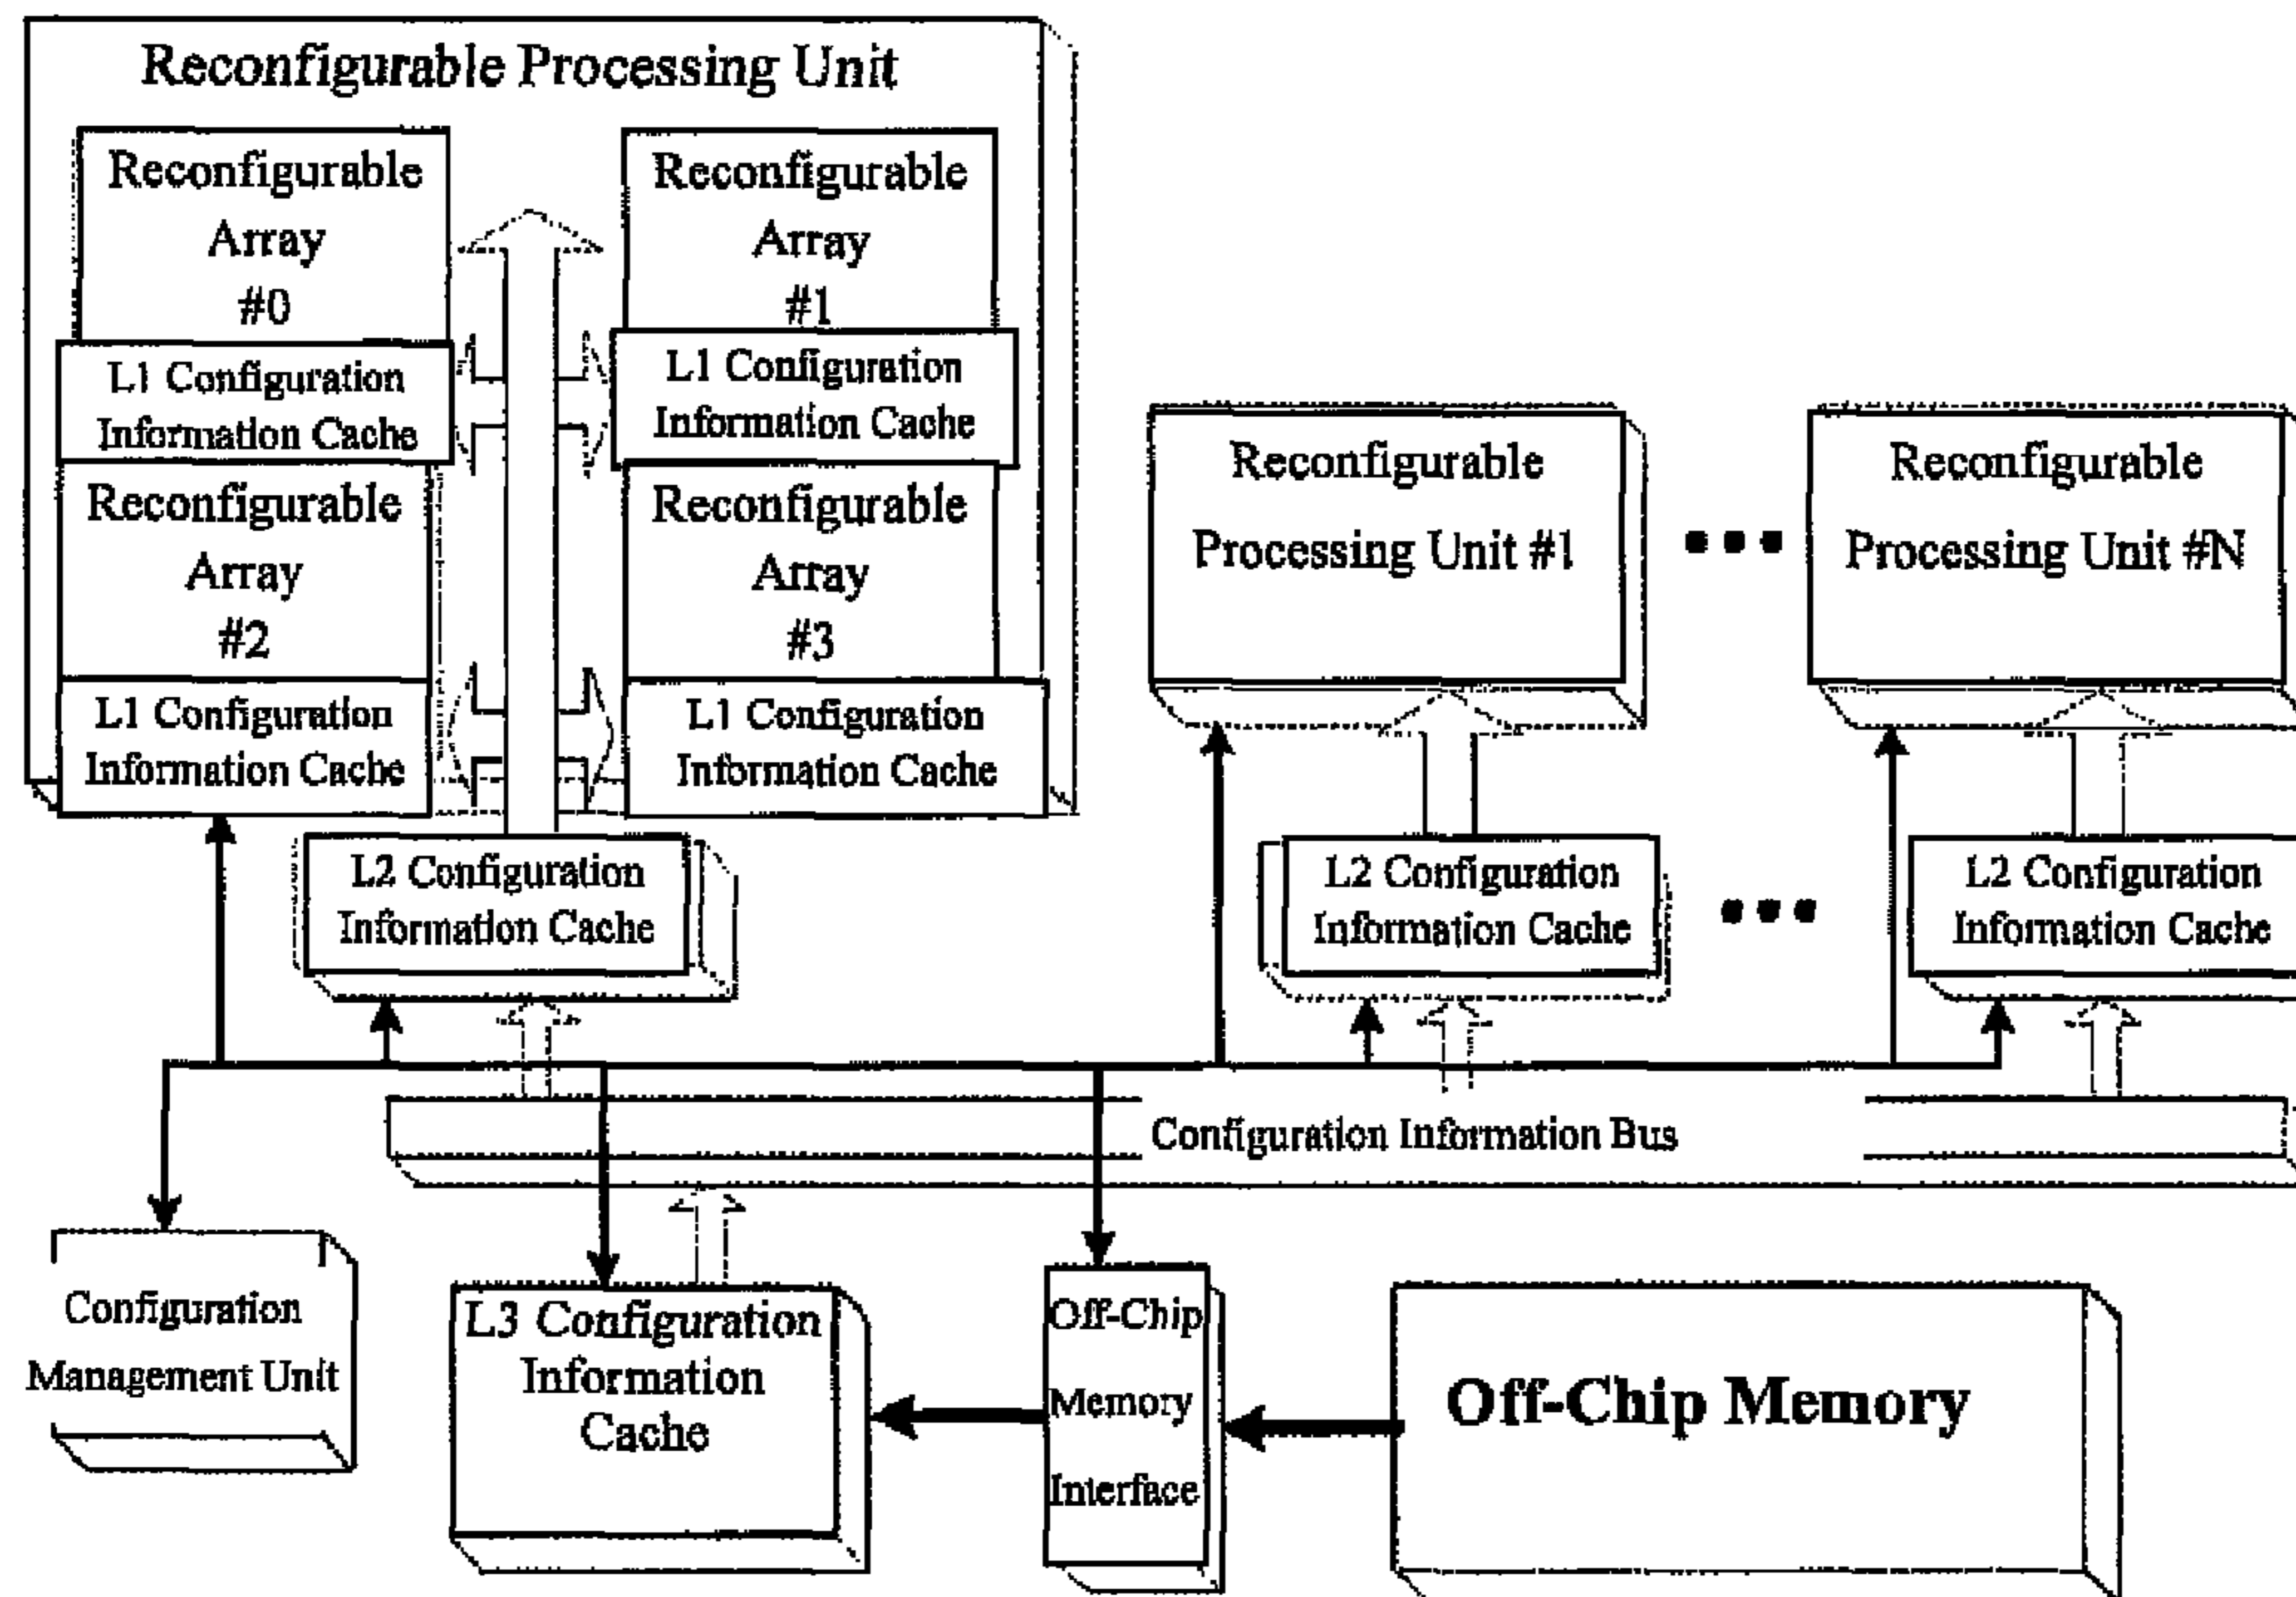 Reconfigurable Processing Unit
Reconfigurable
Array
#0
Reconfigurable
Array
#1
L1 Configuration
Information Cache
L1 Configuration
Information Cache
Reconfigurable
Array
#2
Reconfigurable
Array
#3
L1 Configuration
Information Cache
L1 Configuration
Information Cache
Reconfigurable
Processing Unit #1
Reconfigurable
Processing Unit #N
L2 Configuration
Information Cache
L2 Configuration
Information Cache
L2 Configuration
Information Cache
Configuration Information Bus
Configuration
Management Unit
L3 Configuration
Information
Cache
Off-Chip
Memory
Interface
Off-Chip Memory